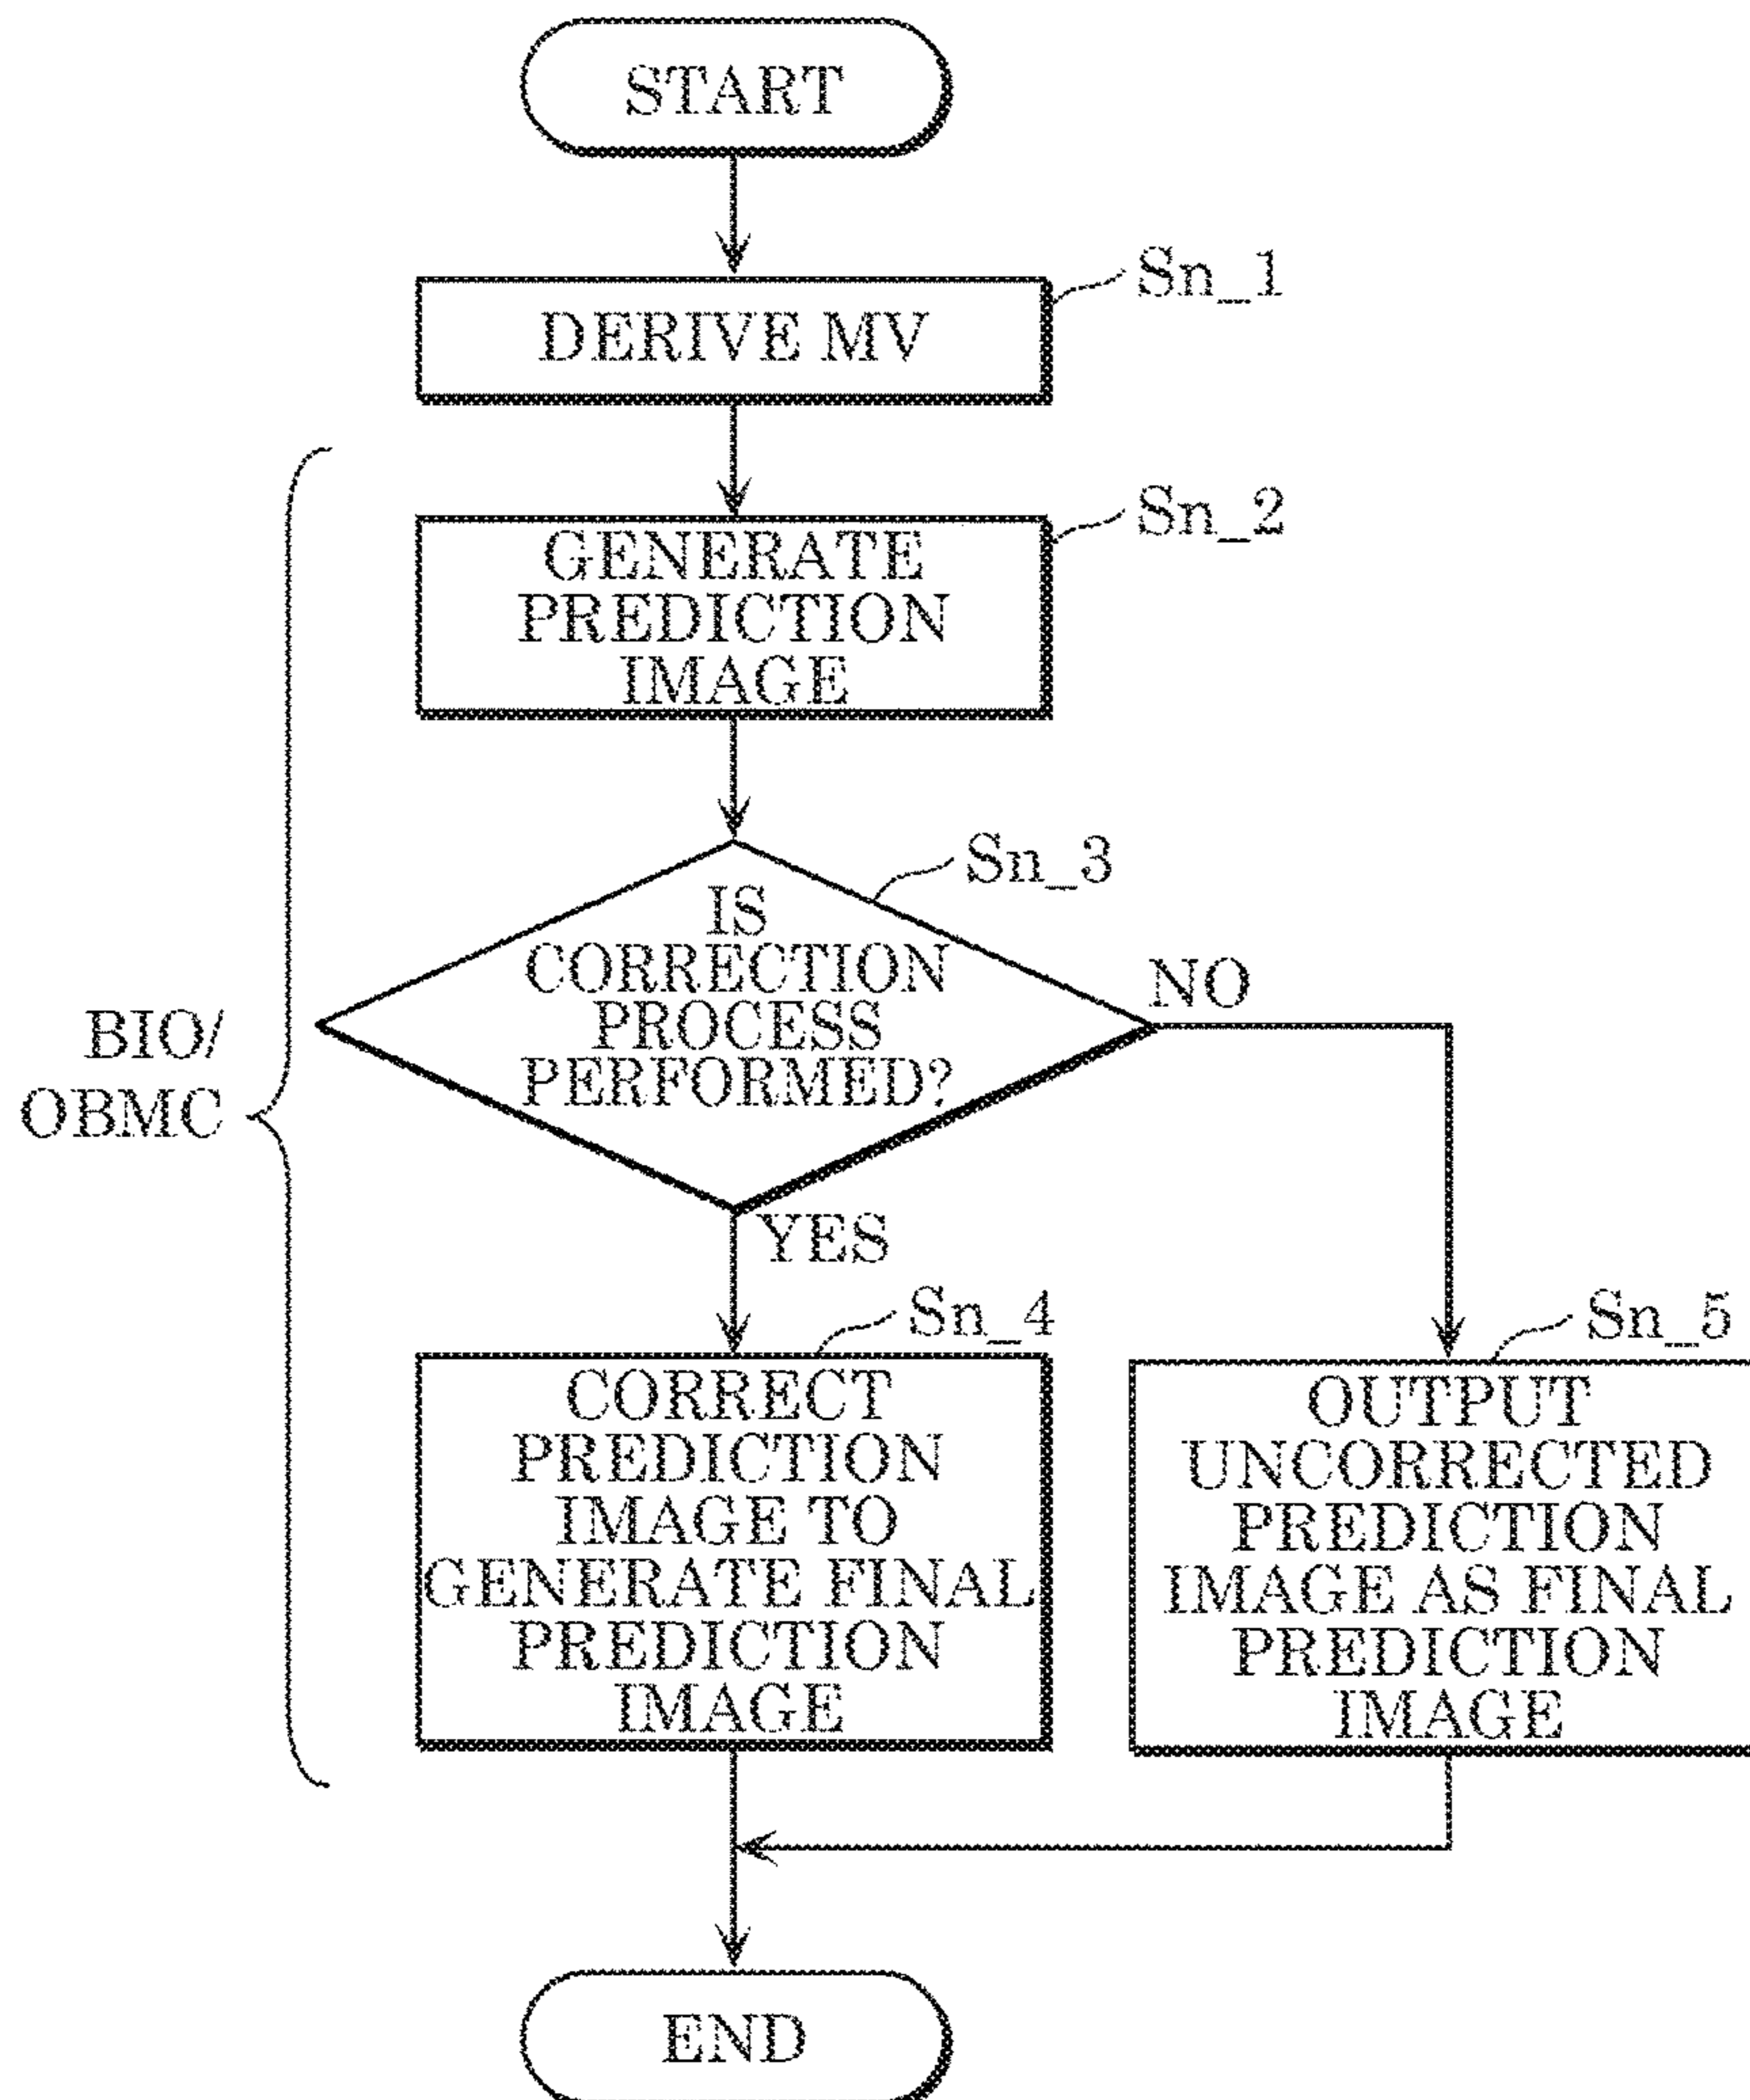 START
Sn_1
DERIVE MV
Sn_2
GENERATE
PREDICTION
IMAGE
Sn_3
IS
CORRECTION
PROCESS
PERFORMED?
NO
BIO/
OBMC
YES
Sn_4
CORRECT
PREDICTION
IMAGE TO
GENERATE FINAL
PREDICTION
IMAGE
Sn_5
OUTPUT
UNCORRECTED
PREDICTION
IMAGE AS FINAL
PREDICTION
IMAGE
END